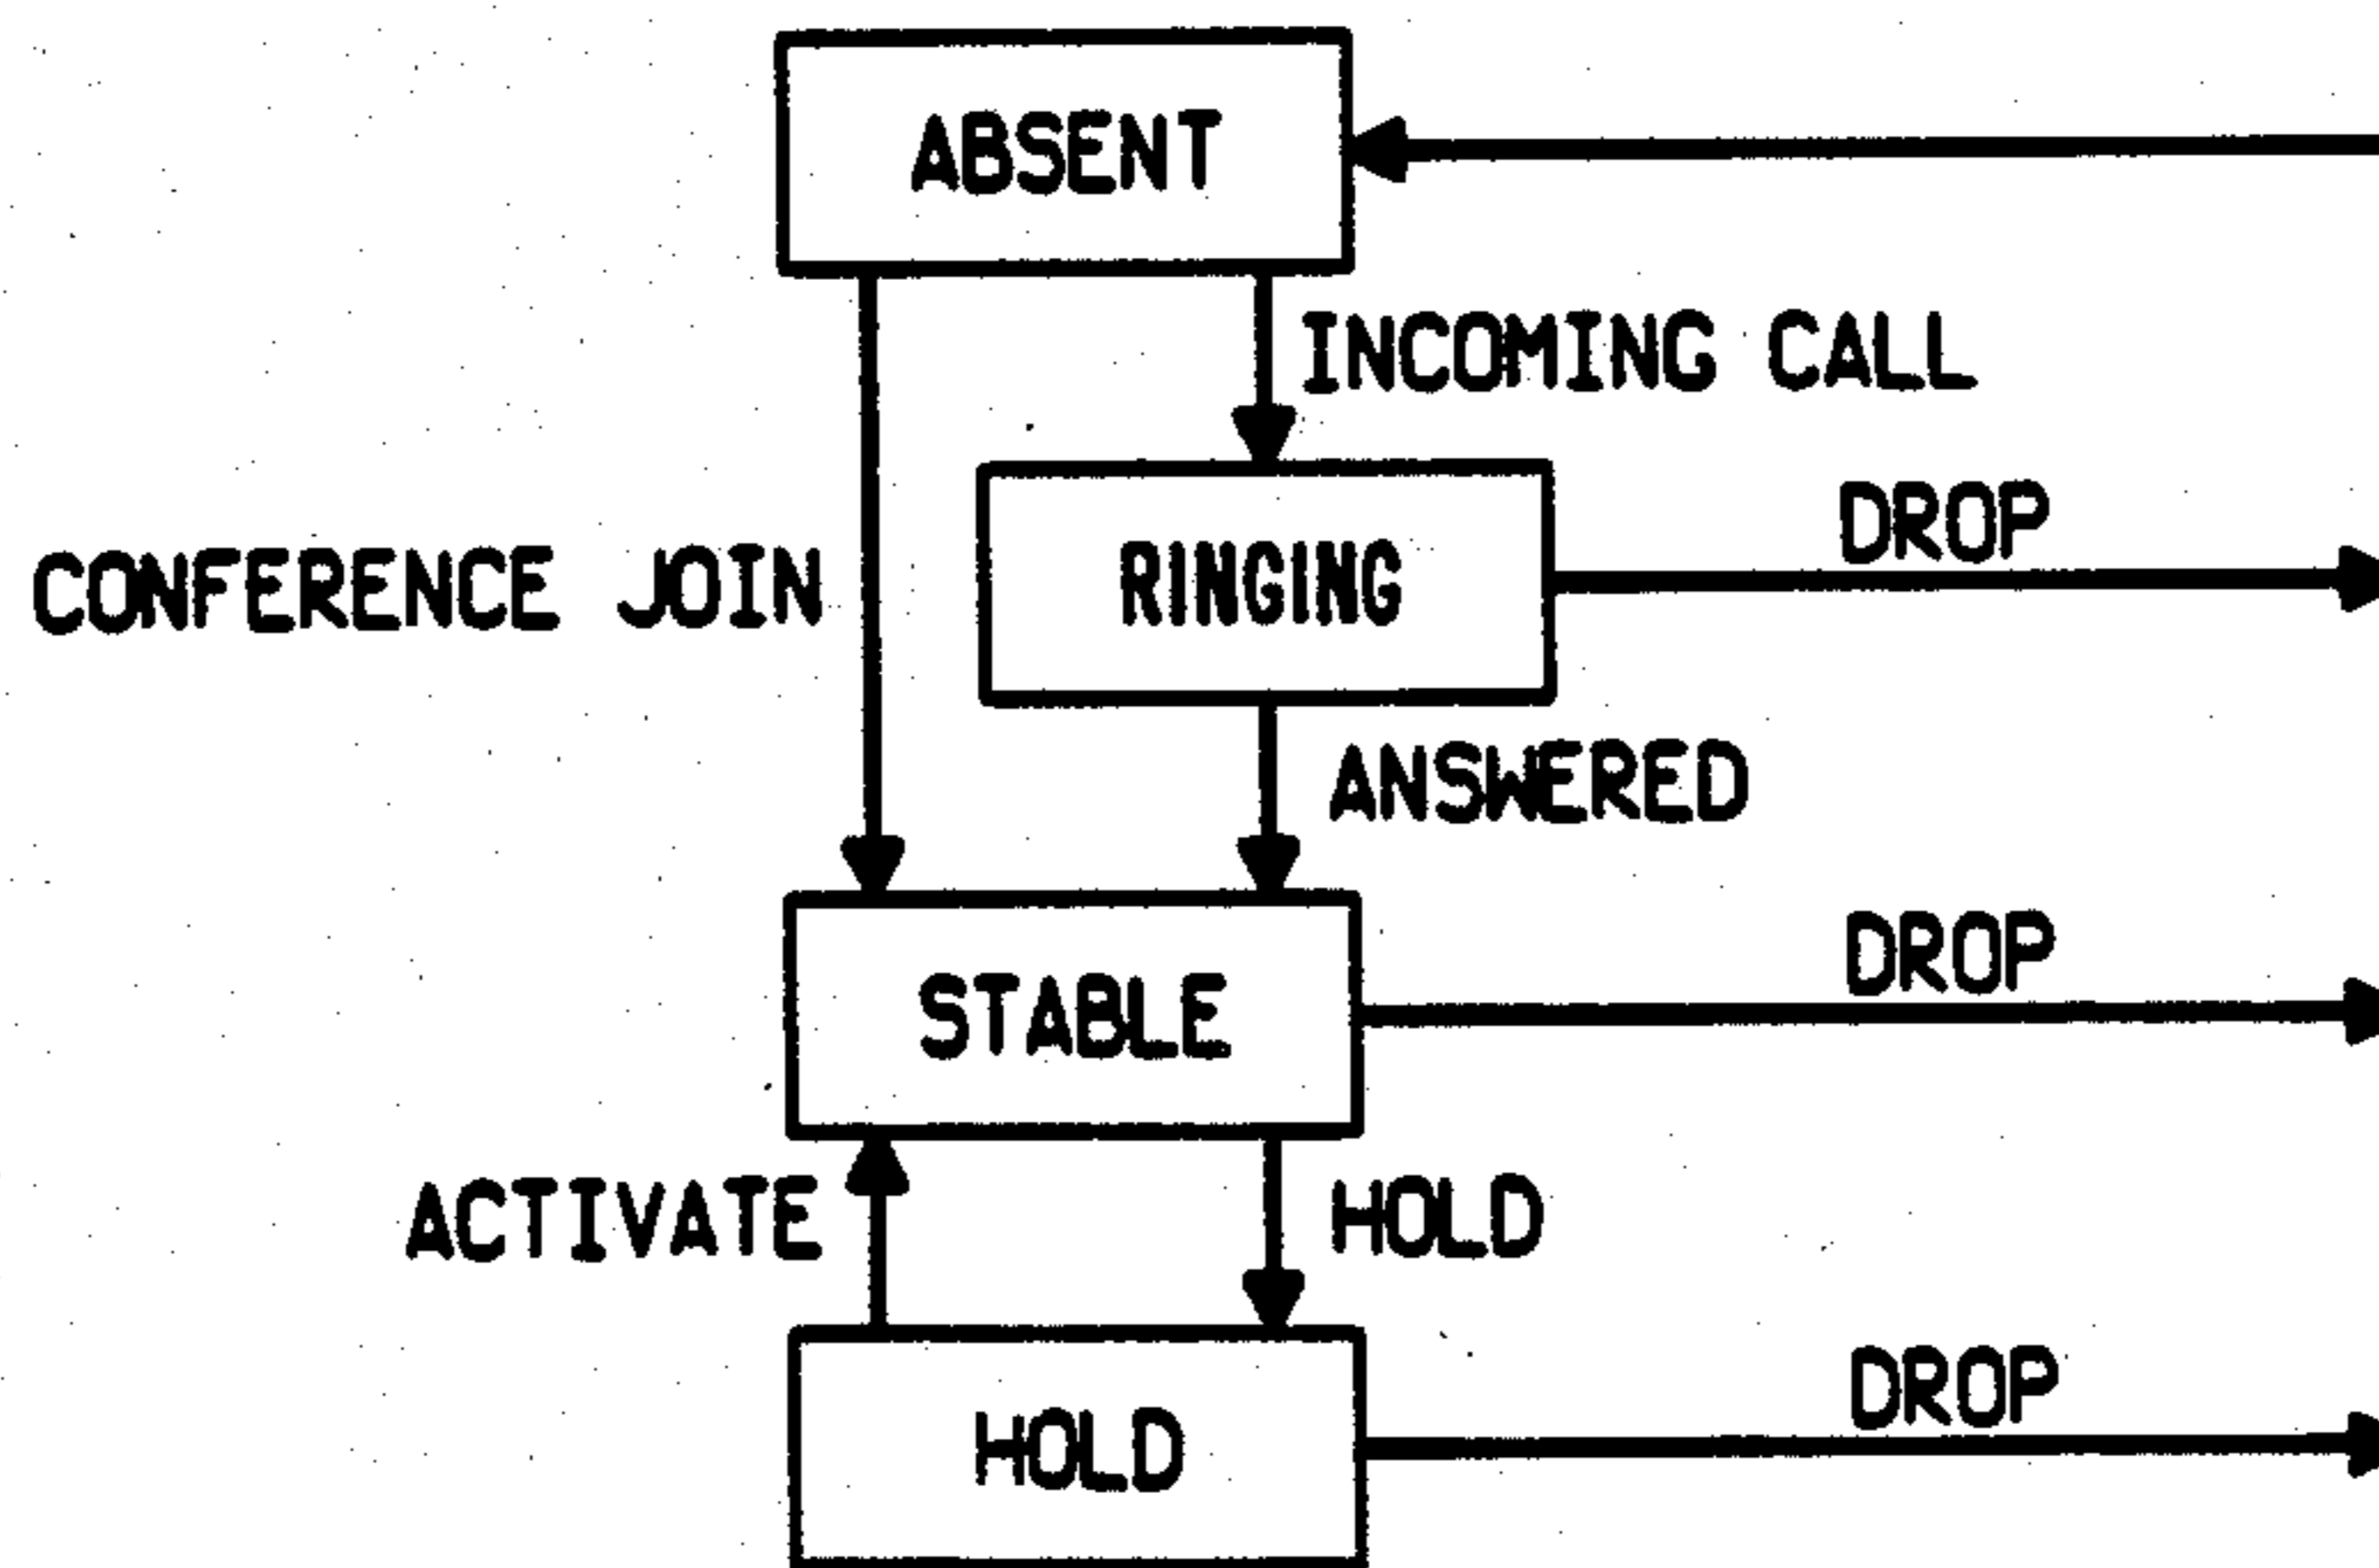 ABSENT
INCOMING CALL
DROP
CONFERENCE JOIN
RINGING
ANSWERED
DROP
STABLE
ACTIVATE
HOLD
DROP
HOLD